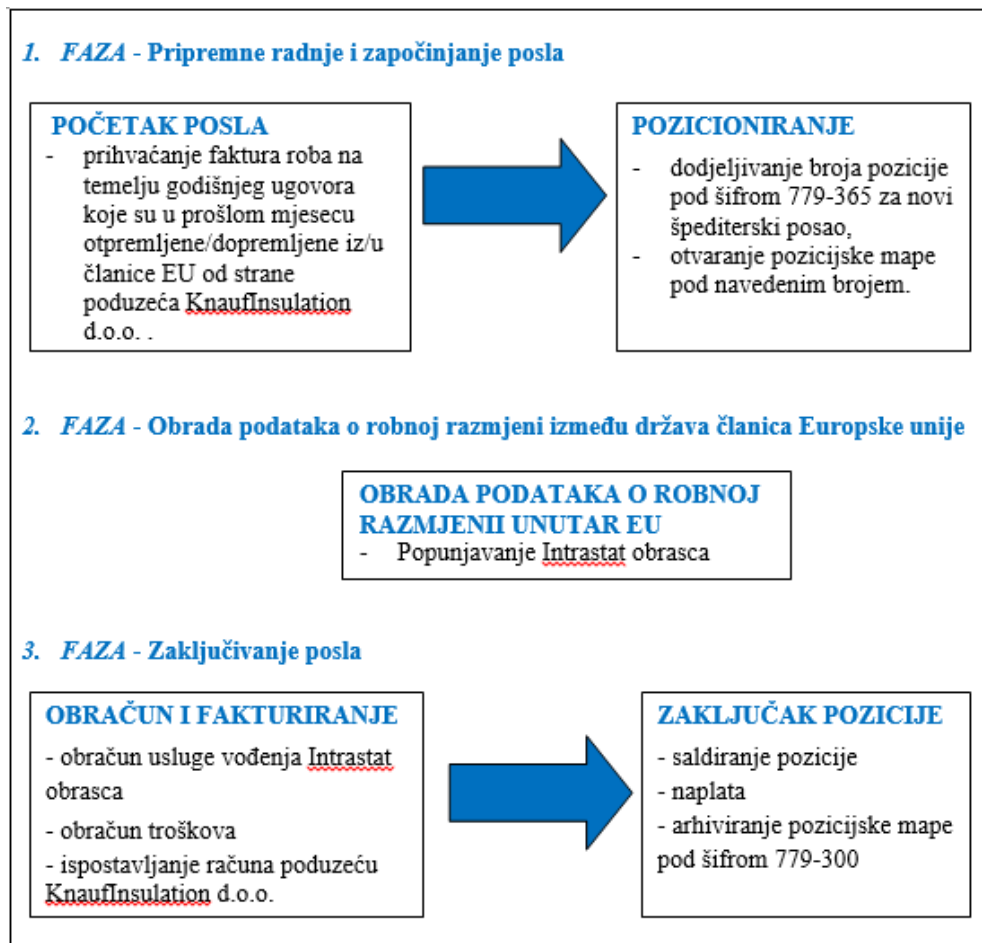 1. FAZA - Pripremne radnje i započinjanje posla
POČETAK POSLA
- prihvaćanje faktura roba na
temelju godišnjeg ugovora
koje su u prošlom mjesecu
otpremljene/dopremljene iz/u
članice EU od strane
poduzeća KnaufInsulation
d.o.o. .
POZICIONIRANJE
- dodjeljivanje broja pozicije
pod šifrom 779-365 za novi
špediterski posao,
- otvaranje pozicijske mape
pod navedenim brojem.
2. FAZA - Obrada podataka o robnoj razmjeni između država članica Europske unije
OBRADA PODATAKA O ROBNOJ
RAZMJENII UNUTAR EU
- Popunjavanje Intrastat obrasca
3. FAZA - Zaključivanje posla
OBRAČUN I FAKTURIRANJE
- obračun usluge vođenja Intrastat
obrasca
- obračun troškova
- ispostavljanje računa poduzeću
KnaufInsulation d.o.o.
ZAKLJUČAK POZICIJE
- saldiranje pozicije
- naplata
- arhiviranje pozicijske mape
pod šifrom 779-300